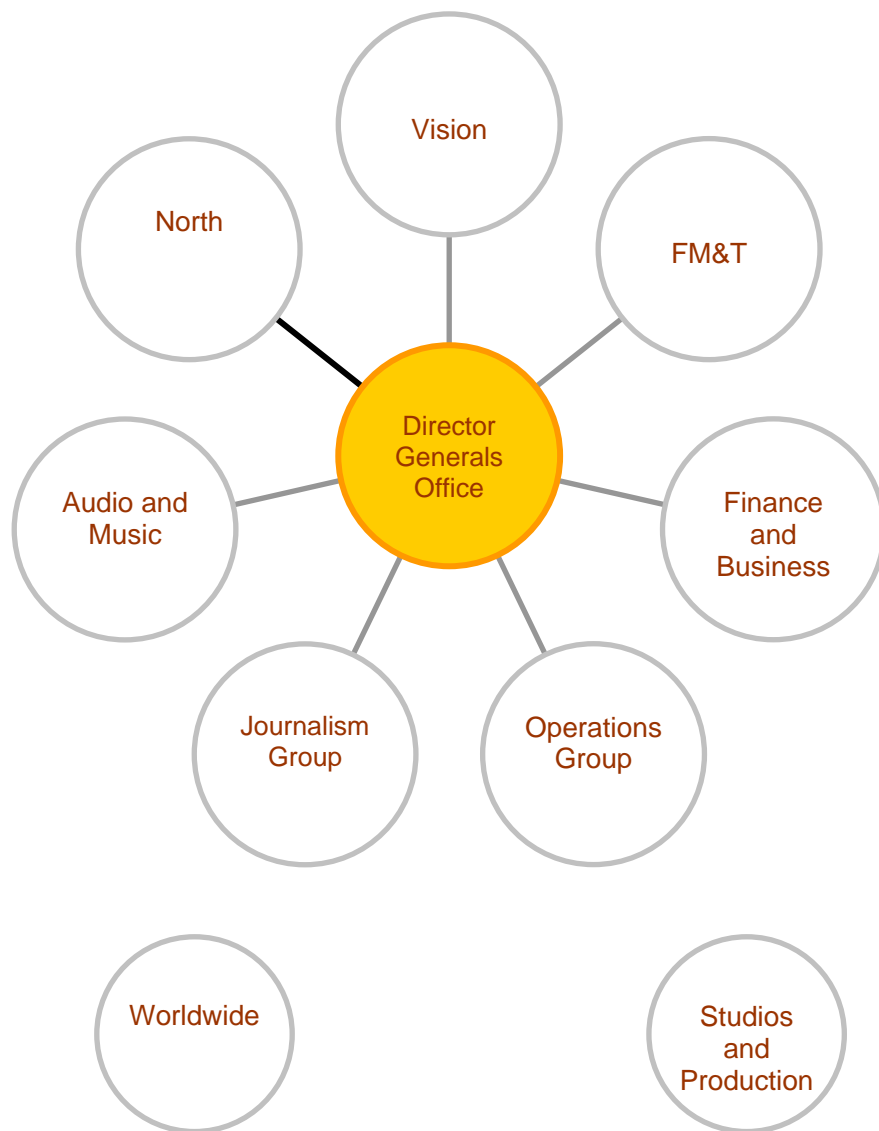 Vision
North
FM&T
Director
Generals
Office
Audio and
Music
Finance
and
Business
Journalism
Group
Operations
Group
Worldwide
Studios
and
Production